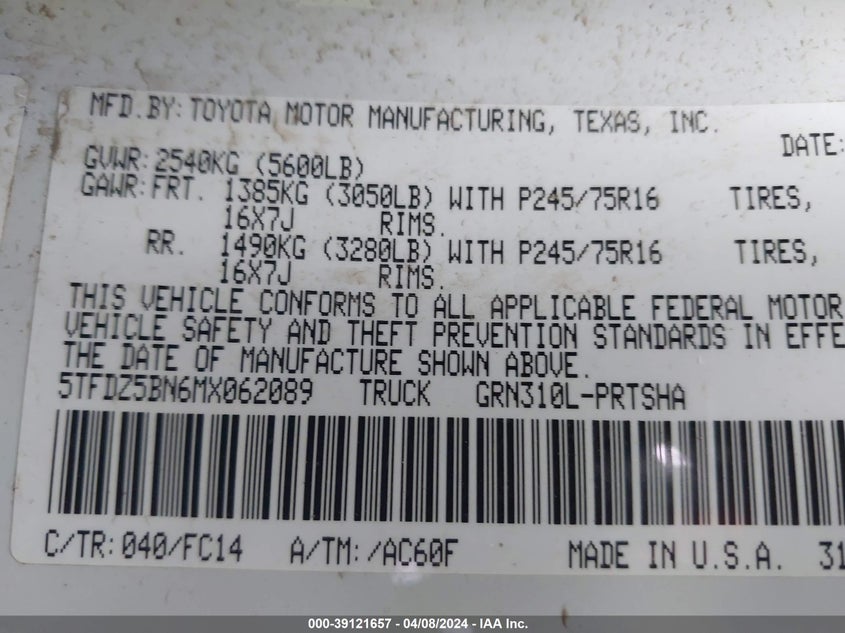 MFD. BY: TOYOTA MOTOR MANUFACTURING, TEXAS, INC.
DATE:
GVWR: 2540KG (5600LB)
GAWR: FRT. 1385KG (3050LB) WITH P245/75R16 TIRES,
16X7J RIMS.
RR. 1490KG (3280LB) WITH P245/75R16 TIRES,
16X7J RIMS.
THIS VEHICLE CONFORMS TO ALL APPLICABLE FEDERAL MOTOR
VEHICLE SAFETY AND THEFT PREVENTION STANDARDS IN EFFE
THE DATE OF MANUFACTURE SHOWN ABOVE.
5TFDZ5BN6MX062089 TRUCK GRN310L-PRTSHA
C/TR: 040/FC14 A/TM: /AC60F MADE IN U.S.A. 31
000-39121657 - 04/08/2024 - IAA Inc.